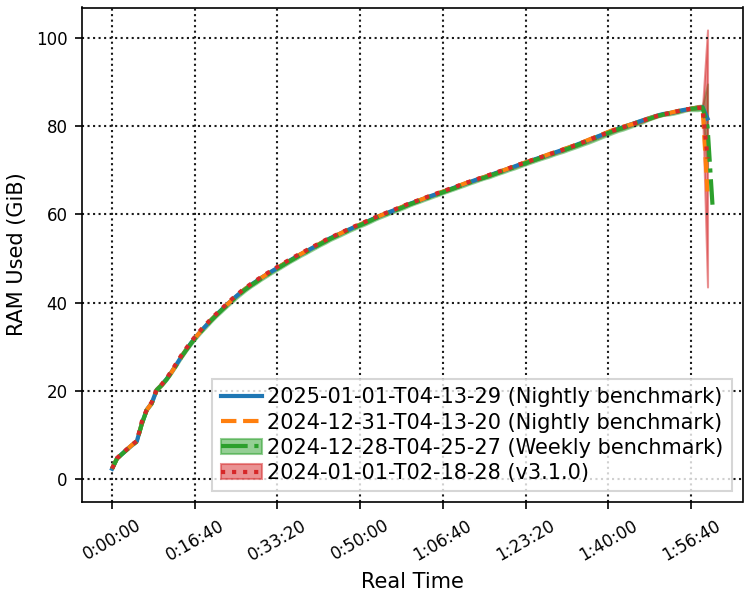 100
80
60
40
20
0
RAM Used (GiB)
2025-01-01-T04-13-29 (Nightly benchmark)
2024-12-31-T04-13-20 (Nightly benchmark)
2024-12-28-T04-25-27 (Weekly benchmark)
2024-01-01-T02-18-28 (v3.1.0)
0:00:00 0:16:40 0:33:20 0:50:00 1:06:40 1:23:20 1:40:00 1:56:40
Real Time